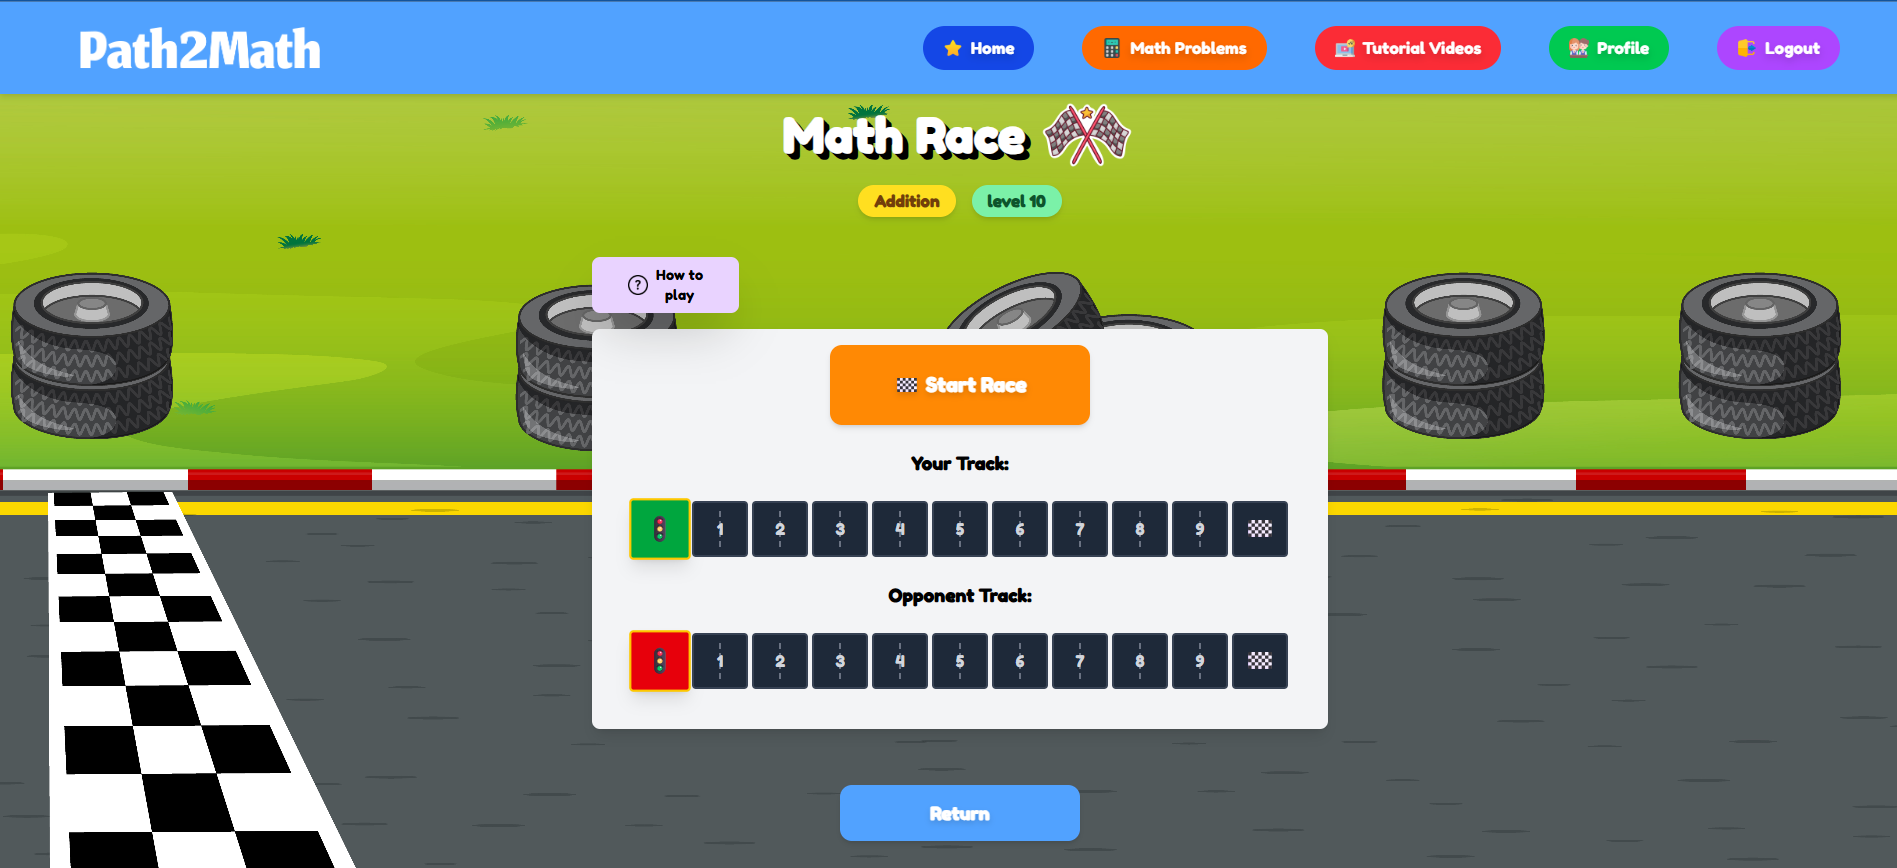 Path2Math
Home
Math Problems
Tutorial Videos
Profile
Logout
Math Race
Addition
level 10
How to
play
Start Race
Your Track:
1 2 3 4 5 6 7 8 9
Opponent Track:
1 2 3 4 5 6 7 8 9
Return